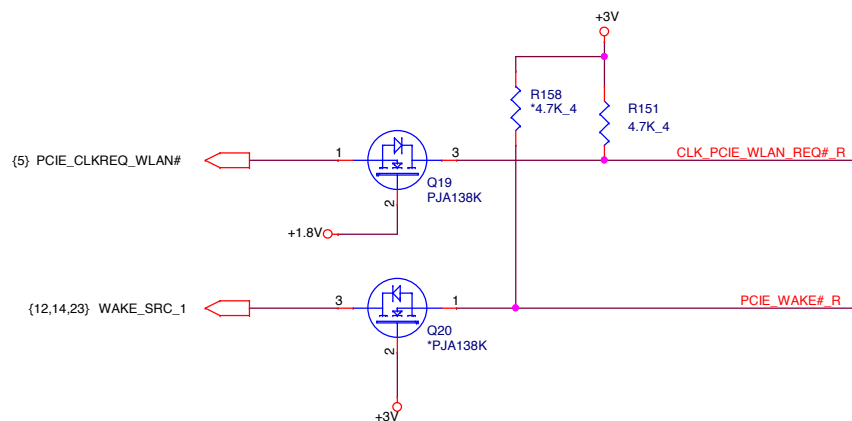 +3V
R158
*4.7K_4
R151
4.7K_4
{5} PCIE_CLKREQ_WLAN#
1
3
CLK_PCIE_WLAN_REQ#_R
Q19
PJA138K
2
+1.8V
{12,14,23} WAKE_SRC_1
3
1
PCIE_WAKE#_R
Q20
*PJA138K
2
+3V